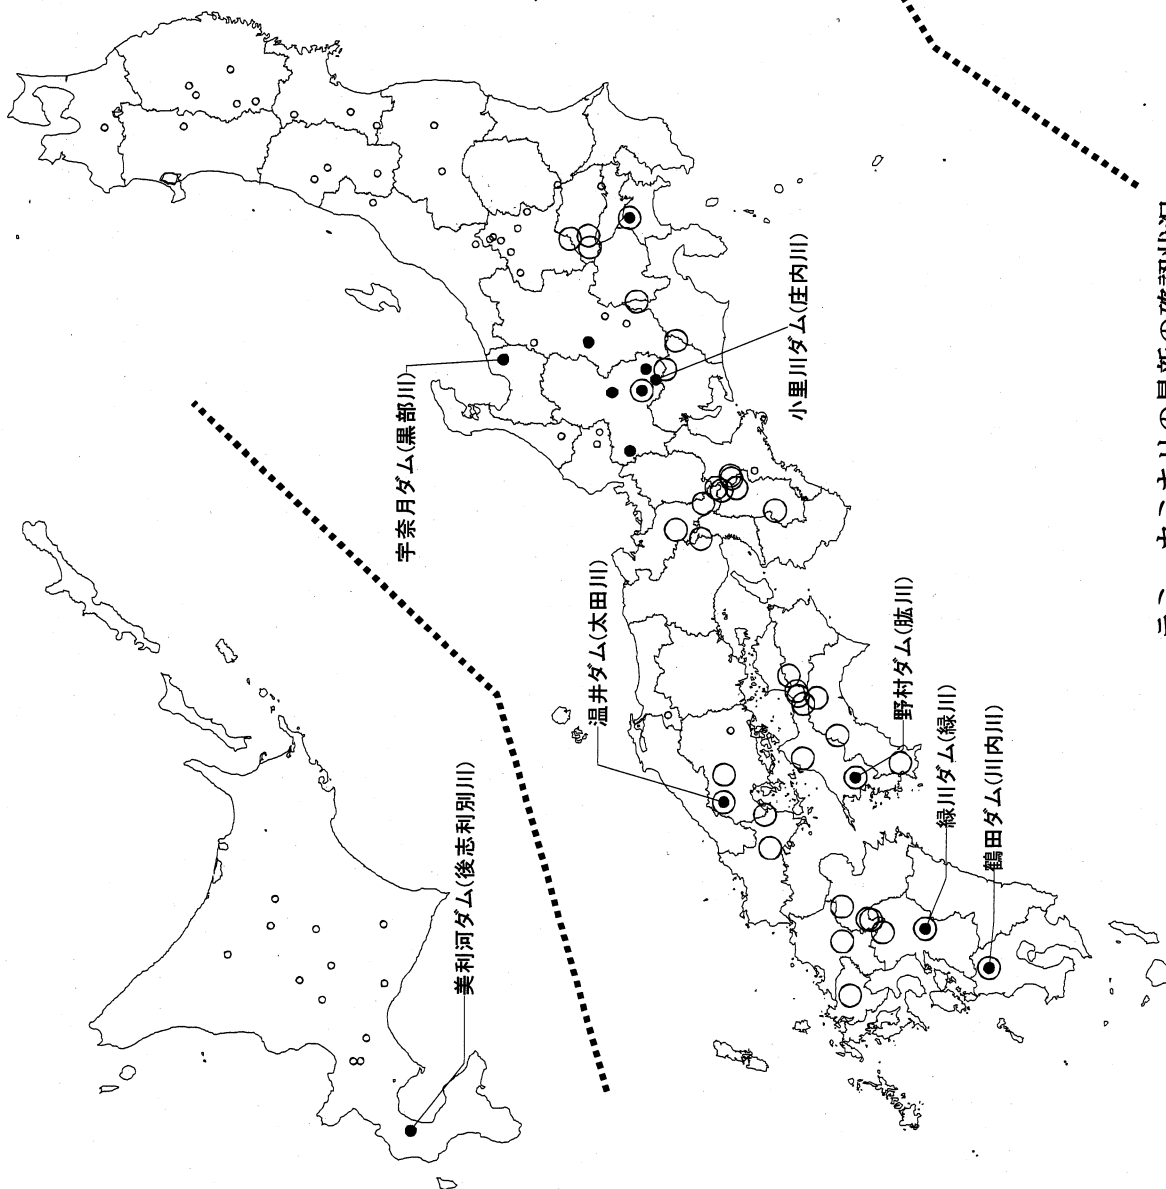 美利河ダム(後志利別川)
宇奈月ダム(黒部川)
小里川ダム(庄内川)
温井ダム(太田川)
野村ダム(肱川)
緑川ダム(緑川)
鶴田ダム(川内川)